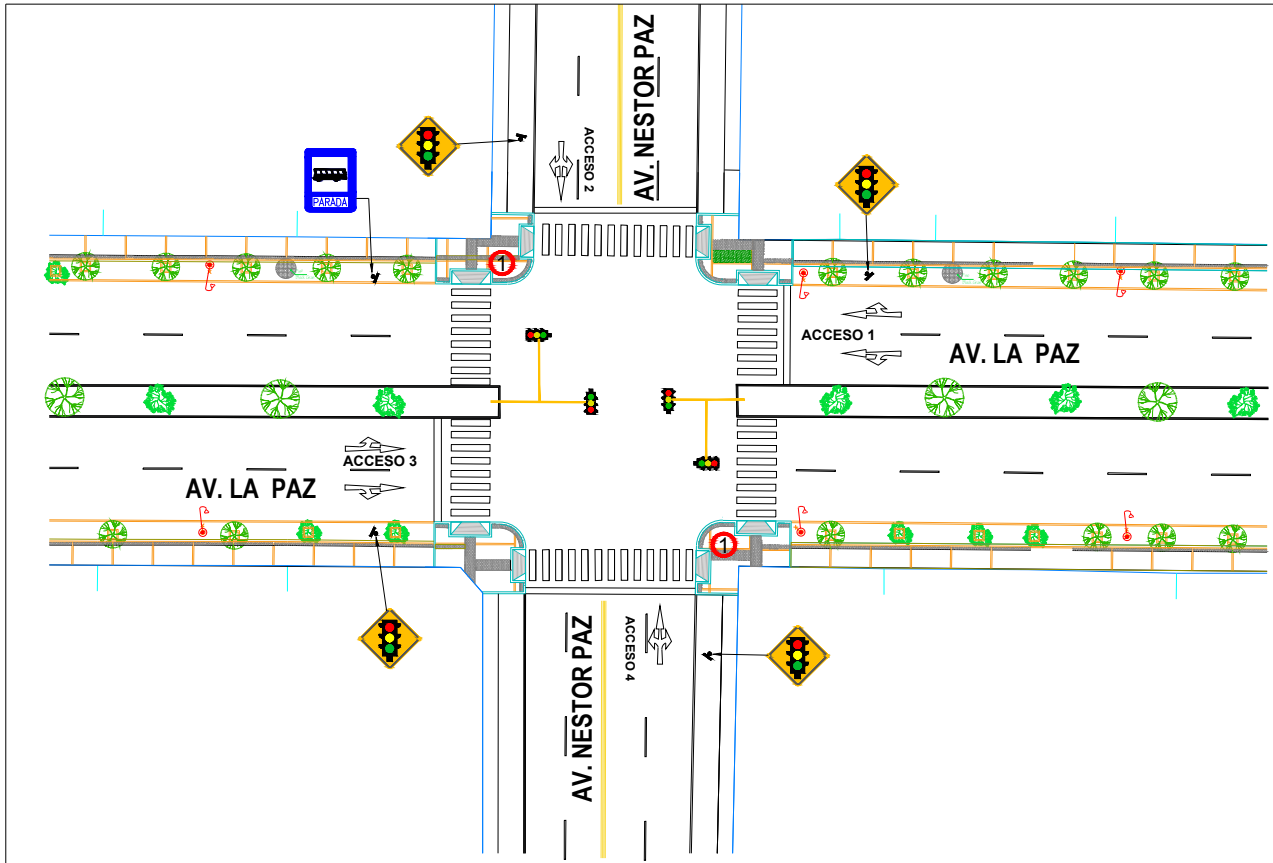 AV. NESTOR PAZ
ACCESO 2
PARADA
1
ACCESO 1
AV. LA PAZ
ACCESO 3
AV. LA PAZ
1
AV. NESTOR PAZ
ACCESO 4